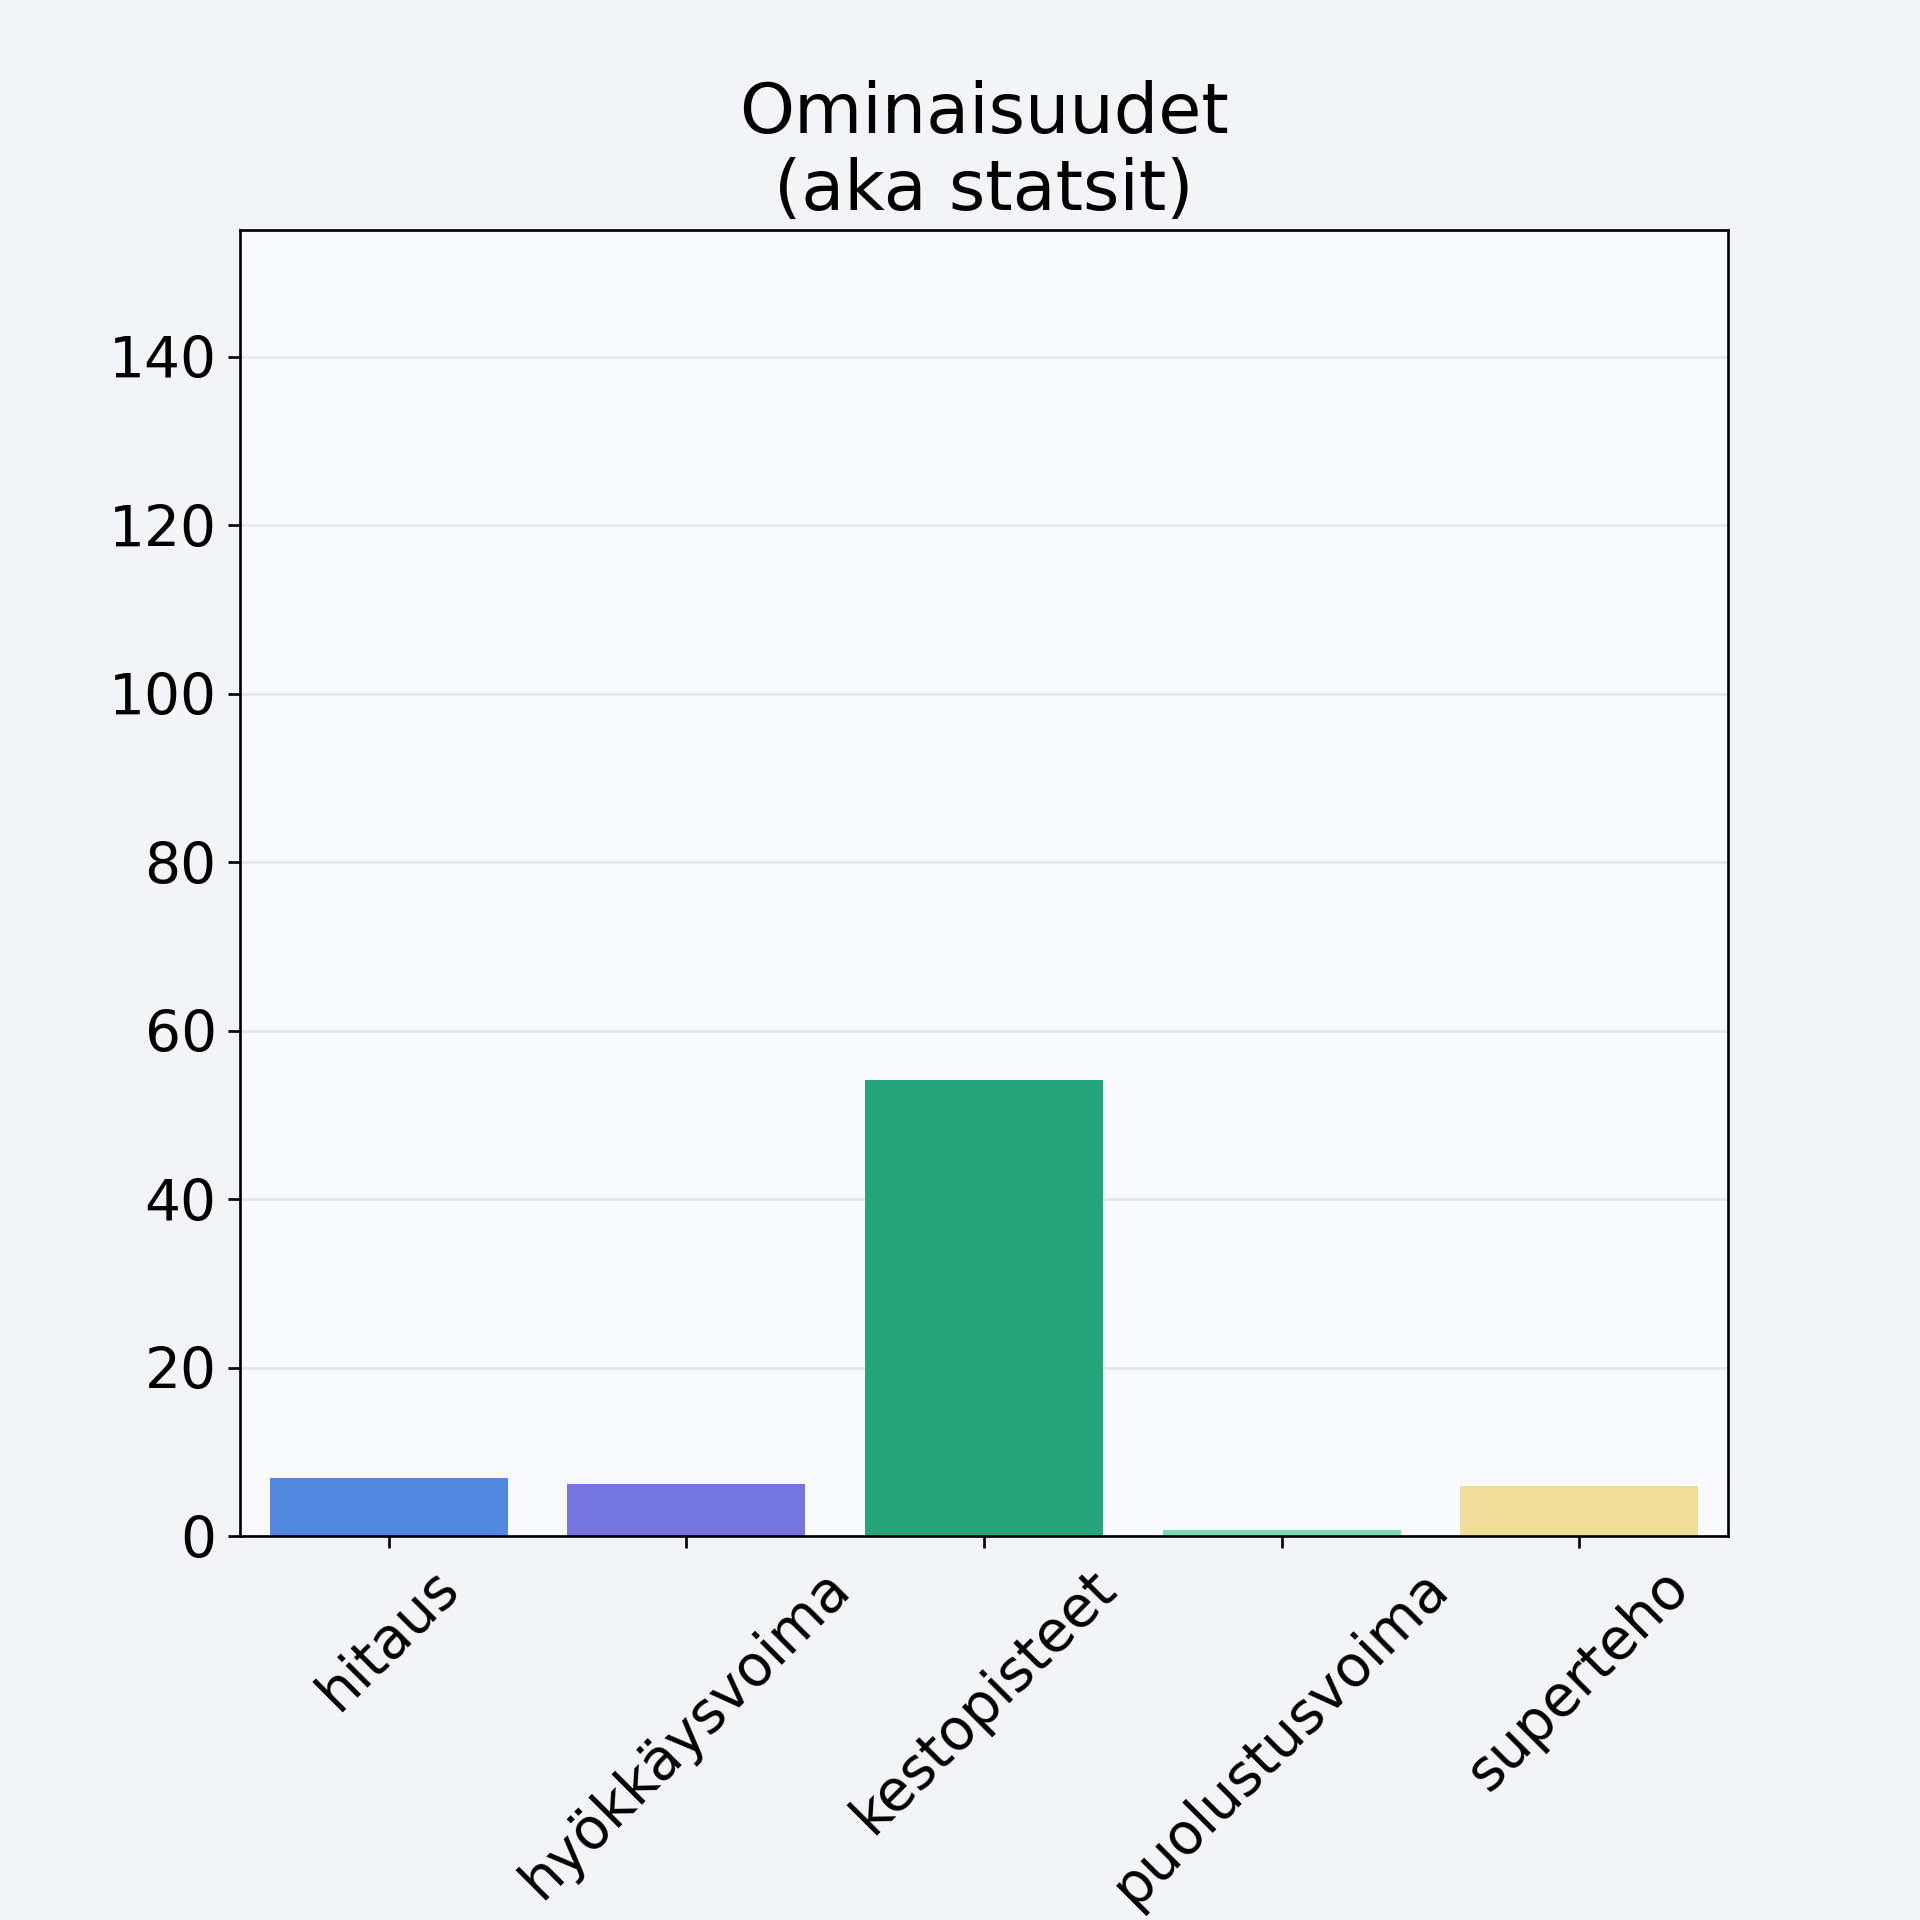 Ominaisuudet
(aka statsit)
140
120
100
80
60
40
20
0
hitaus
hyökkäysvoima
kestopisteet
puolustusvoima
superteho